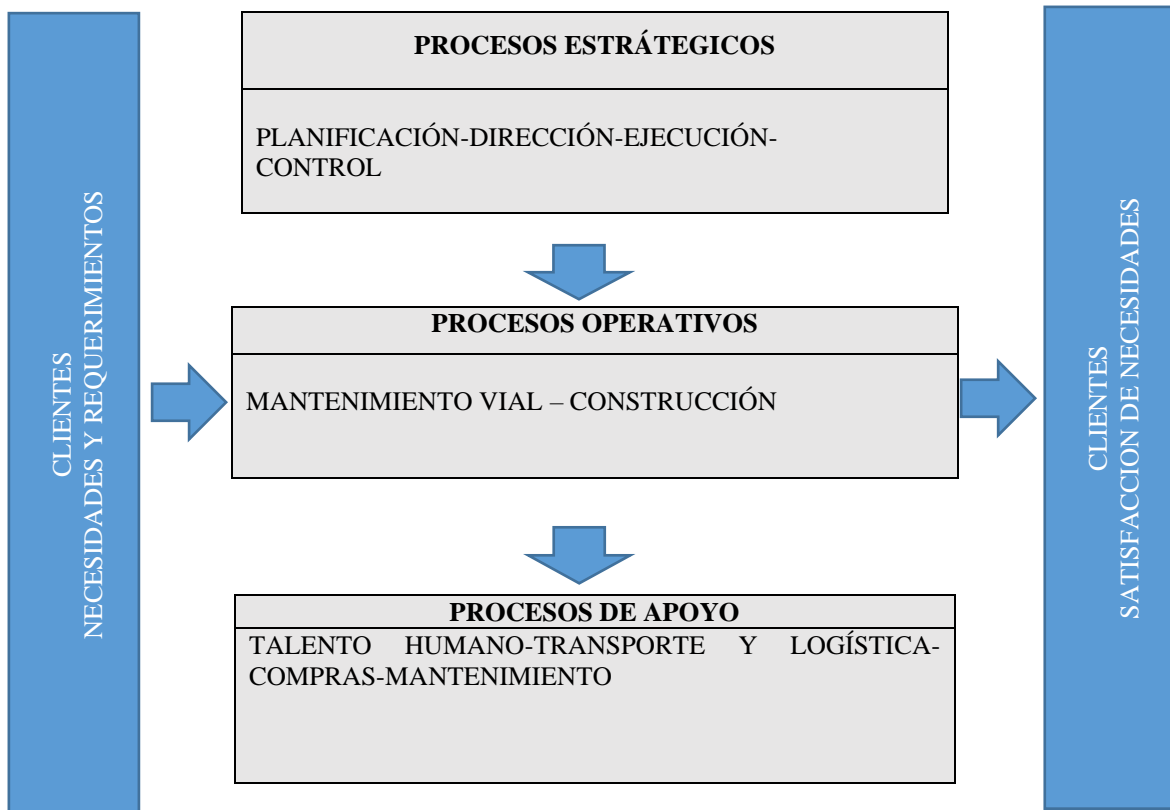 CLIENTES
NECESIDADES Y REQUERIMIENTOS
PROCESOS ESTRÁTEGICOS
PLANIFICACIÓN-DIRECCIÓN-EJECUCIÓN-
CONTROL
PROCESOS OPERATIVOS
MANTENIMIENTO VIAL – CONSTRUCCIÓN
PROCESOS DE APOYO
TALENTO HUMANO-TRANSPORTE Y LOGÍSTICA-
COMPRAS-MANTENIMIENTO
CLIENTES
SATISFACCION DE NECESIDADES